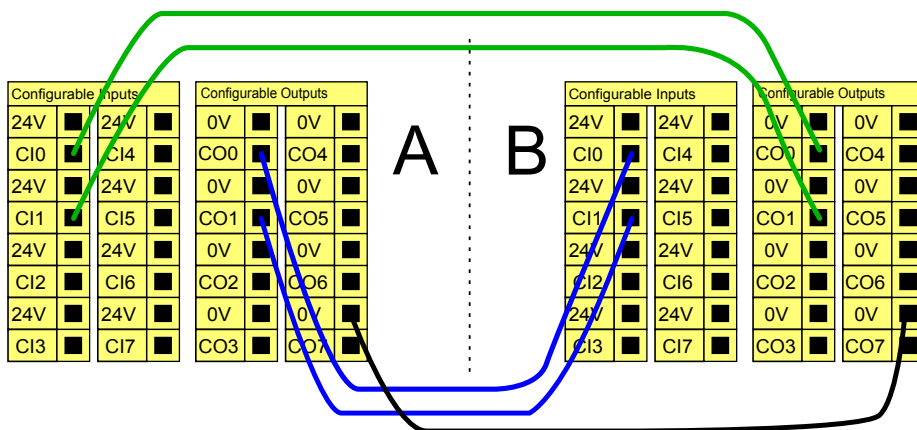 Configurable Inputs
24V 24V
CI0 CI4
24V 24V
CI1 CI5
24V 24V
CI2 CI6
24V 24V
CI3 CI7
Configurable Outputs
0V 0V
CO0 CO4
0V 0V
CO1 CO5
0V 0V
CO2 CO6
0V 0V
CO3 CO7
A
B
Configurable Inputs
24V 24V
CI0 CI4
24V 24V
CI1 CI5
24V 24V
CI2 CI6
24V 24V
CI3 CI7
Configurable Outputs
0V 0V
CO0 CO4
0V 0V
CO1 CO5
0V 0V
CO2 CO6
0V 0V
CO3 CO7